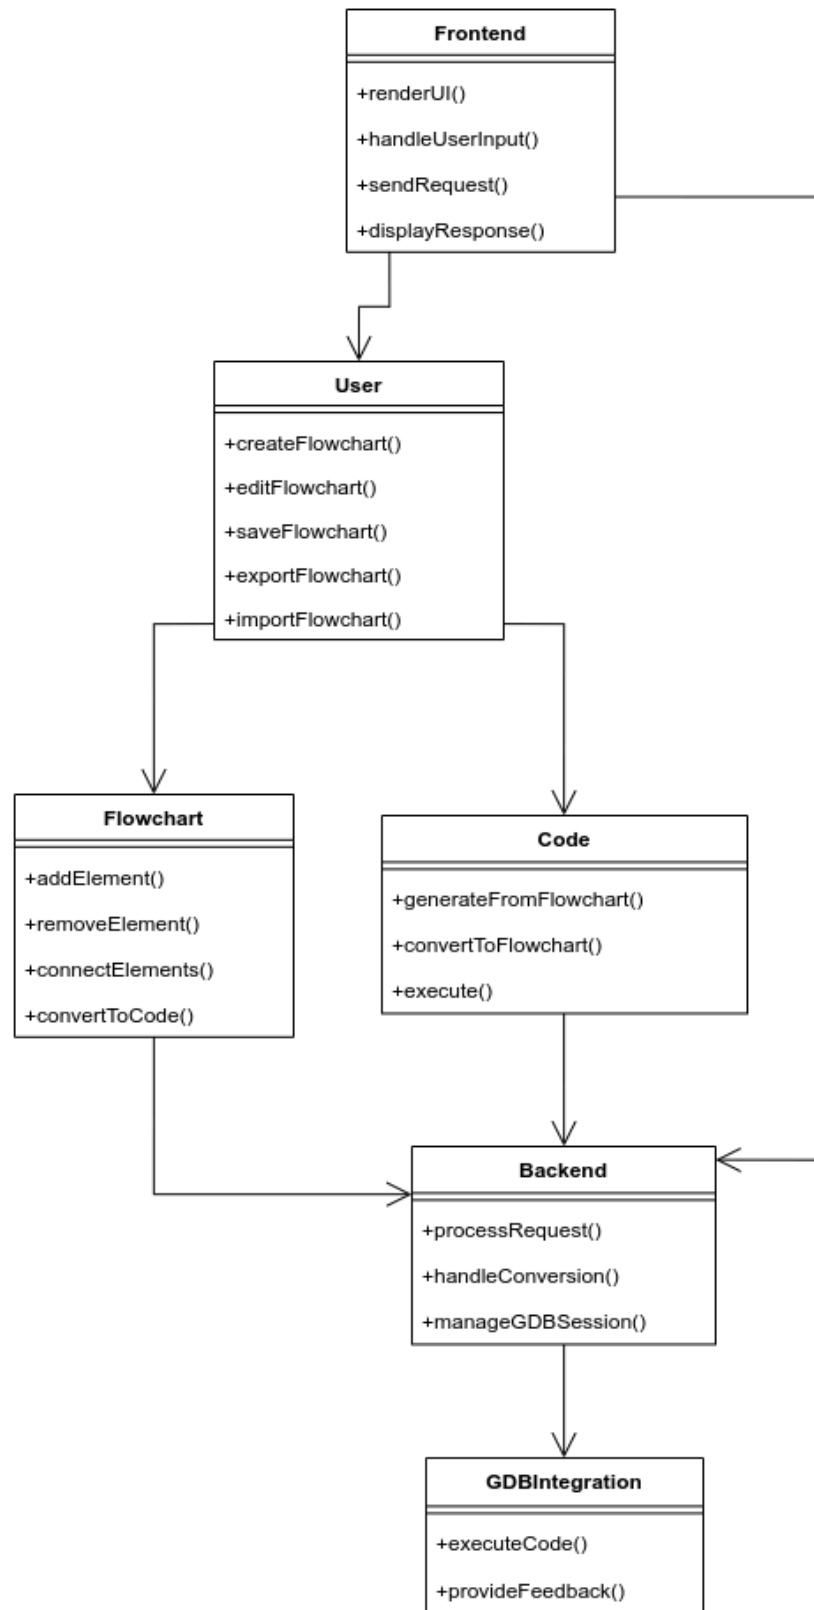 Frontend
+renderUI()
+handleUserInput()
+sendRequest()
+displayResponse()
User
+createFlowchart()
+editFlowchart()
+saveFlowchart()
+exportFlowchart()
+importFlowchart()
Flowchart
+addElement()
+removeElement()
+connectElements()
+convertToCode()
Code
+generateFromFlowchart()
+convertToFlowchart()
+execute()
Backend
+processRequest()
+handleConversion()
+manageGDBSession()
GDBIntegration
+executeCode()
+provideFeedback()